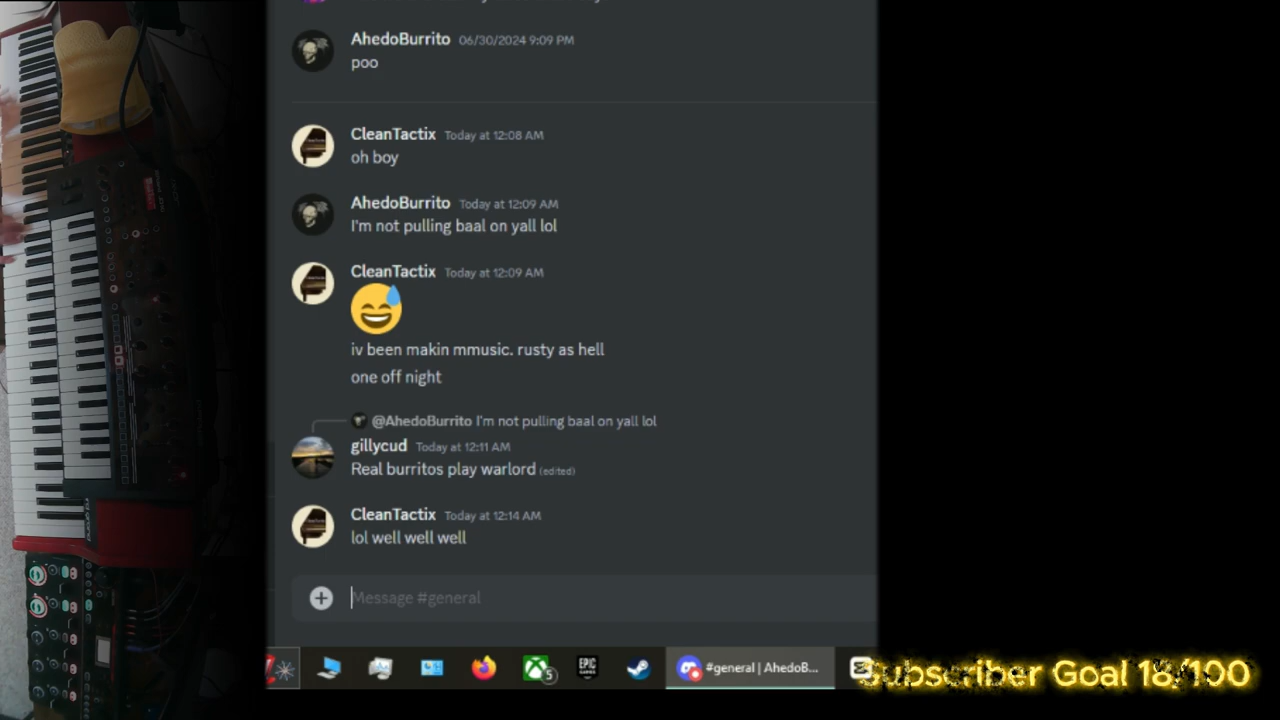 AhedoBurrito 06/30/2024 9:09 PM
poo
CleanTactix Today at 12:08 AM
oh boy
AhedoBurrito Today at 12:09 AM
I'm not pulling baal on yall lol
CleanTactix Today at 12:09 AM
iv been makin mmusic. rusty as hell
one off night
@AhedoBurrito I'm not pulling baal on yall lol
gillycud Today at 12:11 AM
Real burritos play warlord (edited)
CleanTactix Today at 12:14 AM
lol well well well
Message #general
5
EPIC
GAMES
#general | AhedoB...
Subscriber Goal 18/100